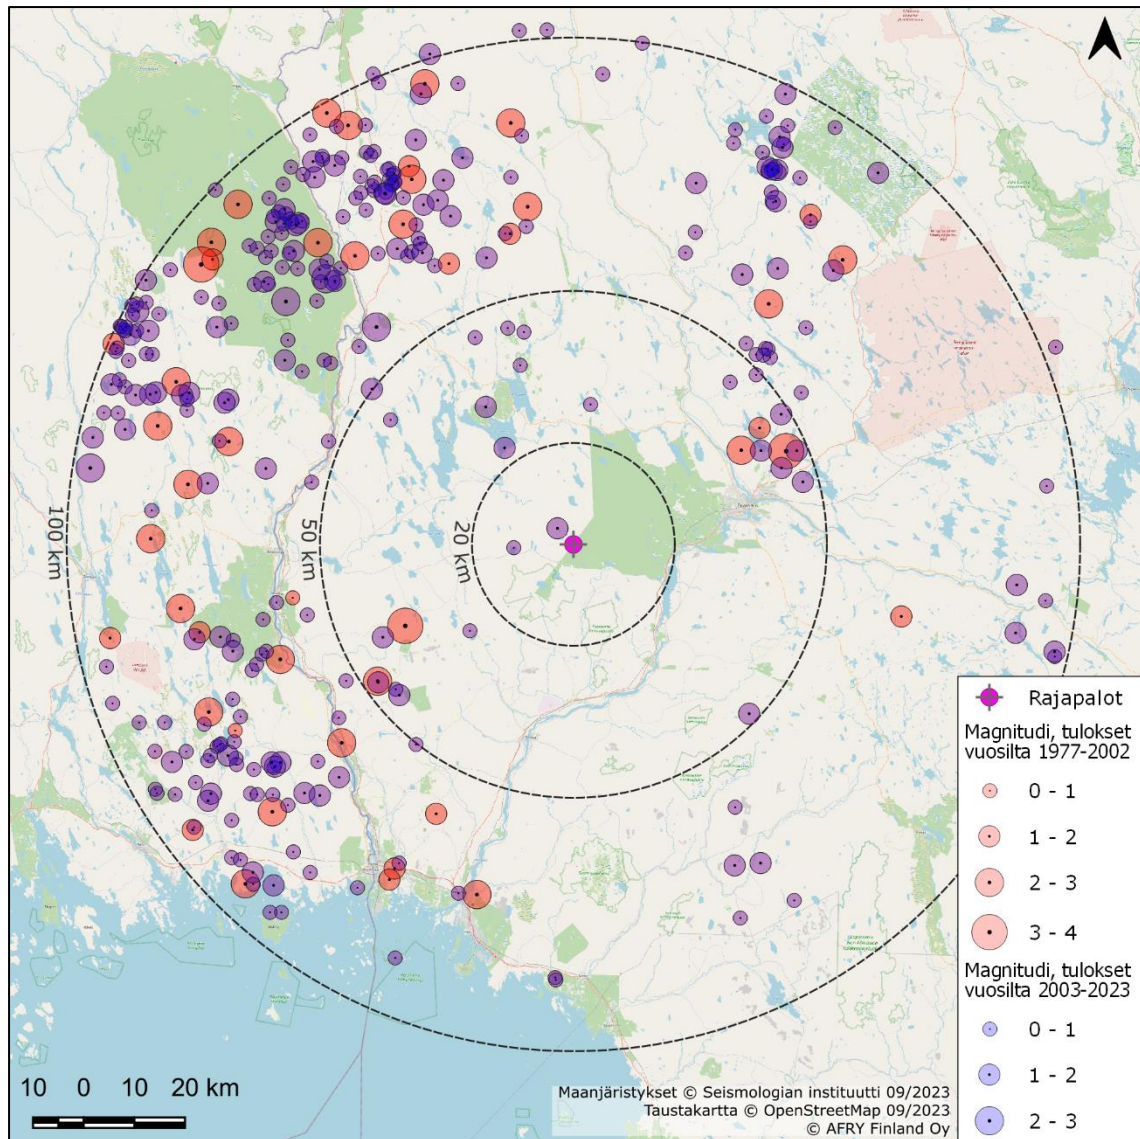 100 km
50 km
20 km
Rajapalot
Magnitudi, tulokset
vuosilta 1977-2002
0 - 1
1 - 2
2 - 3
3 - 4
Magnitudi, tulokset
vuosilta 2003-2023
0 - 1
1 - 2
2 - 3
10 0 10 20 km
Maanjäristykset © Seismologian instituutti 09/2023
Taustakartta © OpenStreetMap 09/2023
© AFRY Finland Oy